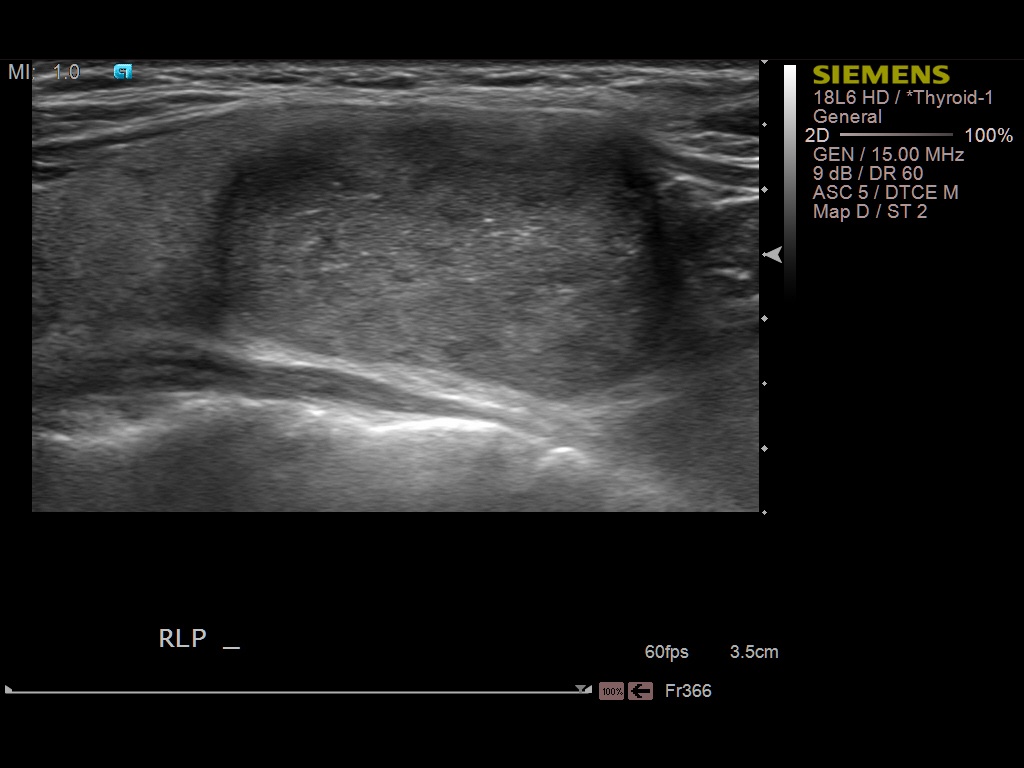 MI: 1.0
SIEMENS
18L6 HD / *Thyroid-1
General
2D 100%
GEN / 15.00 MHz
9 dB / DR 60
ASC 5 / DTCE M
Map D / ST 2
RLP _
60fps 3.5cm
100% Fr366